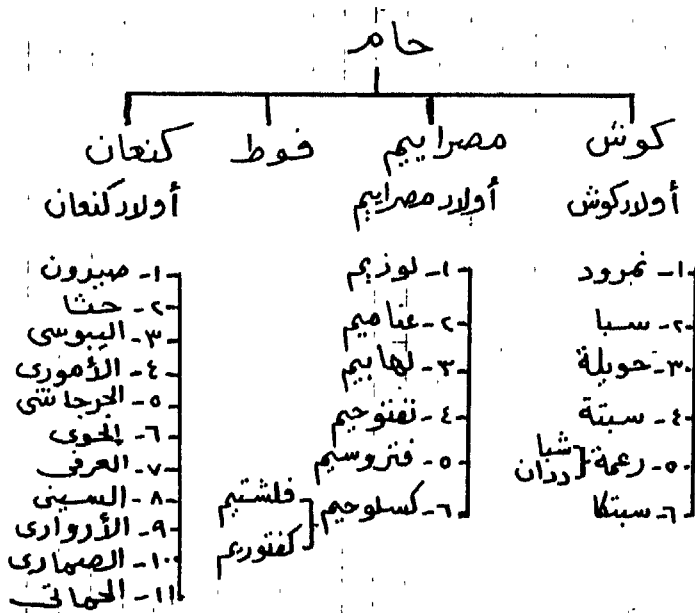 حام
كوش
مصراييم
فوط
كنعان
أولاد كوش
١- نمرود
٢- سبا
٣- حويلة
٤- سبتة
٥- رعمة
شبا
ددان
٦- سبتكا
أولاد مصراييم
١- لوذيم
٢- عناميم
٣- لهابيم
٤- نفتوحيم
٥- فتروسيم
٦- كسلوحيم
فلشتيم
كفتوريم
أولاد كنعان
١- صيدون
٢- حثا
٣- اليبوسى
٤- الأمورى
٥- الجرجاشى
٦- الحوى
٧- العرقى
٨- السينى
٩- الأروادى
١٠- الصمارى
١١- الحماتى